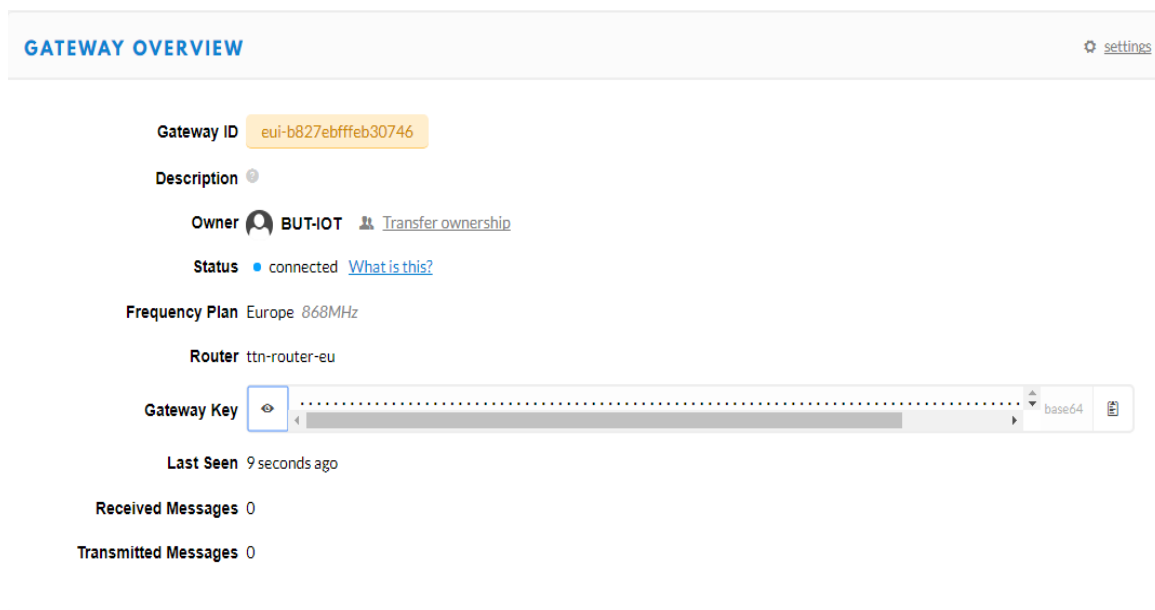 GATEWAY OVERVIEW settings
Gateway ID eui-b827ebfffeb30746
Description ?
Owner BUT-IOT Transfer ownership
Status connected What is this?
Frequency Plan Europe 868MHz
Router ttn-router-eu
Gateway Key base64
Last Seen 9 seconds ago
Received Messages 0
Transmitted Messages 0